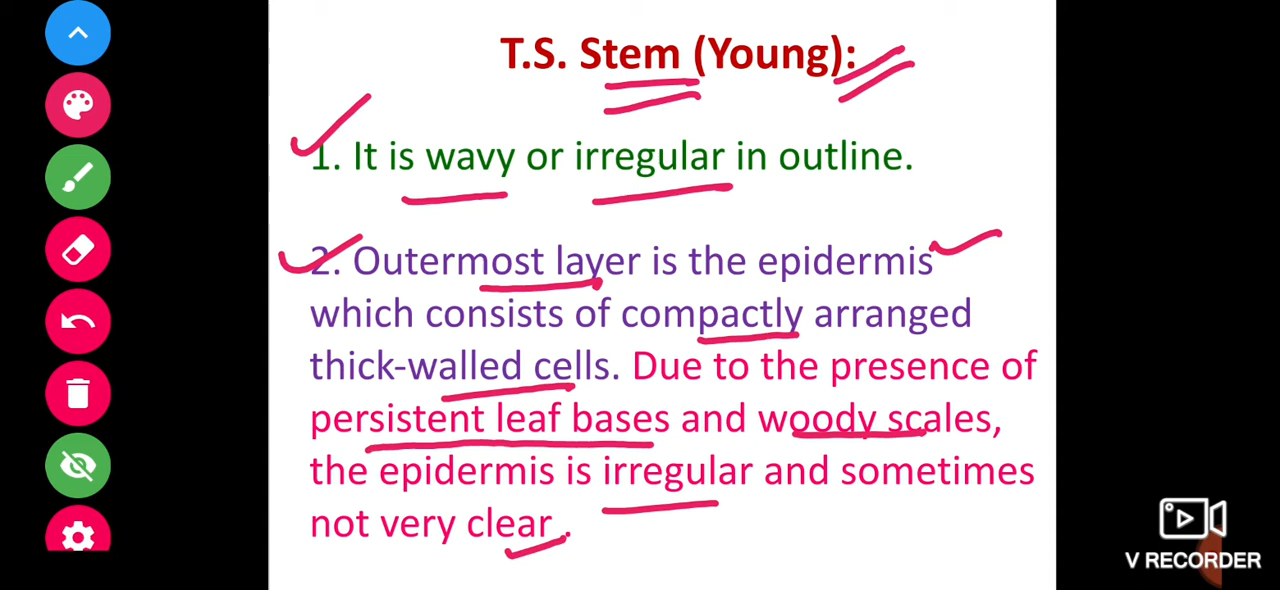 T.S. Stem (Young):
1. It is wavy or irregular in outline.
2. Outermost layer is the epidermis
which consists of compactly arranged
thick-walled cells. Due to the presence of
persistent leaf bases and woody scales,
the epidermis is irregular and sometimes
not very clear .
V RECORDER